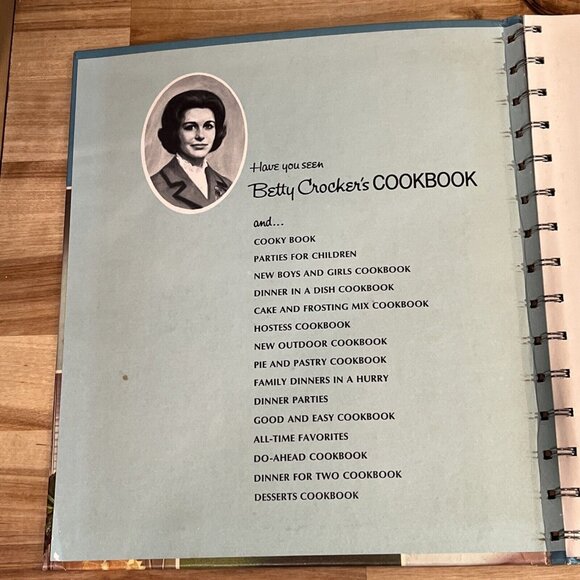 Have you seen
Betty Crocker's COOKBOOK
and...
COOKY BOOK
PARTIES FOR CHILDREN
NEW BOYS AND GIRLS COOKBOOK
DINNER IN A DISH COOKBOOK
CAKE AND FROSTING MIX COOKBOOK
HOSTESS COOKBOOK
NEW OUTDOOR COOKBOOK
PIE AND PASTRY COOKBOOK
FAMILY DINNERS IN A HURRY
DINNER PARTIES
GOOD AND EASY COOKBOOK
ALL-TIME FAVORITES
DO-AHEAD COOKBOOK
DINNER FOR TWO COOKBOOK
DESSERTS COOKBOOK